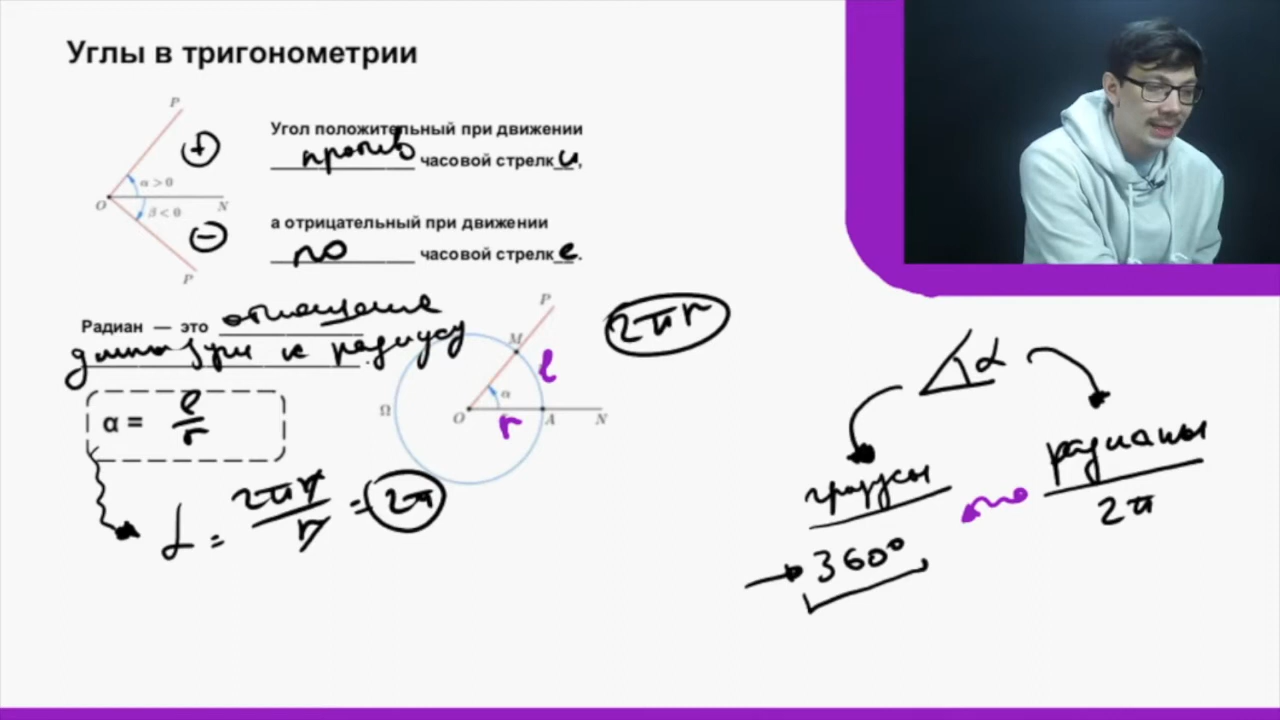 Углы в тригонометрии
P
+
Угол положительный при движении
против часовой стрелки,
α > 0
O
N
β < 0
−
P
а отрицательный при движении
по часовой стрелке.
Радиан — это отношение
длины дуги к радиусу
α = e/r
P
M
l
α
Ω
O
r
A
N
2πr
α
градусы
радианы
360°
2π
α = 2πr/r = 2π